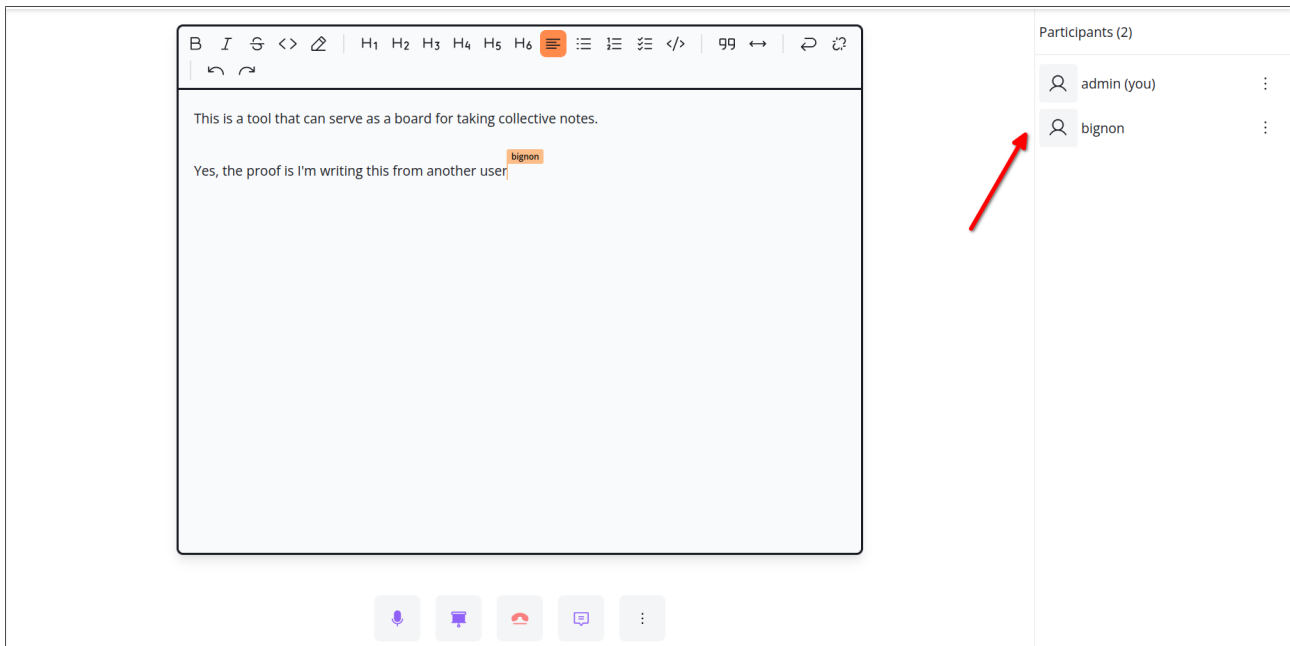 B I S <> H1 H2 H3 H4 H5 H6 </> 99
This is a tool that can serve as a board for taking collective notes.
bignon
Yes, the proof is I'm writing this from another user
Participants (2)
admin (you)
bignon